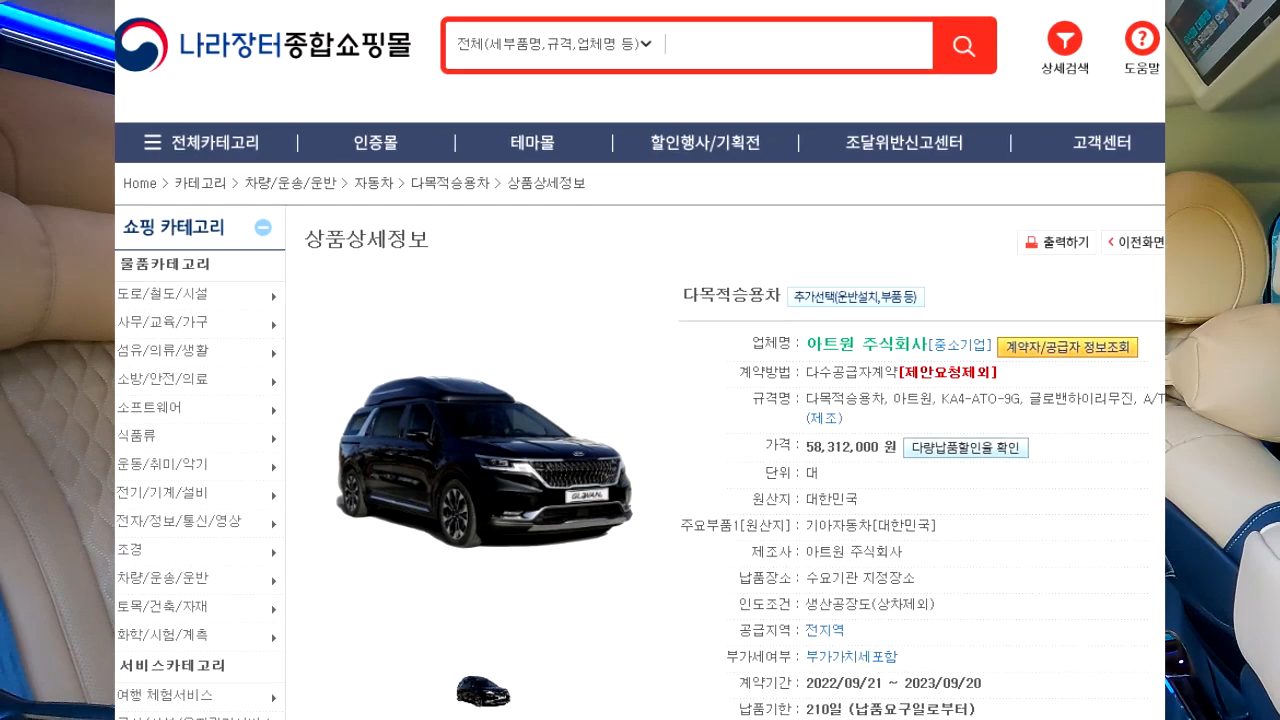 나라장터종합쇼핑몰
전체(세부품명,규격,업체명 등)
상세검색
도움말
전체카테고리
인증몰
테마몰
할인행사/기획전
조달위반신고센터
고객센터
Home > 카테고리 > 차량/운송/운반 > 자동차 > 다목적승용차 > 상품상세정보
쇼핑 카테고리
물품카테고리
도로/철도/시설
사무/교육/가구
섬유/의류/생활
소방/안전/의료
소프트웨어
식품류
운동/취미/악기
전기/기계/설비
전자/정보/통신/영상
조경
차량/운송/운반
토목/건축/자재
화학/시험/계측
서비스카테고리
여행 체험서비스
상품상세정보
출력하기
이전화면
다목적승용차 추가선택(운반설치,부품 등)
업체명 : 아트원 주식회사[중소기업] 계약자/공급자 정보조회
계약방법 : 다수공급자계약[제안요청제외]
규격명 : 다목적승용차, 아트원, KA4-ATO-9G, 글로밴하이리무진, A/T
(제조)
가격 : 58,312,000 원 다량납품할인율 확인
단위 : 대
원산지 : 대한민국
주요부품1[원산지] : 기아자동차[대한민국]
제조사 : 아트원 주식회사
납품장소 : 수요기관 지정장소
인도조건 : 생산공장도(상차제외)
공급지역 : 전지역
부가세여부 : 부가가치세포함
계약기간 : 2022/09/21 ~ 2023/09/20
납품기한 : 210일 (납품요구일로부터)